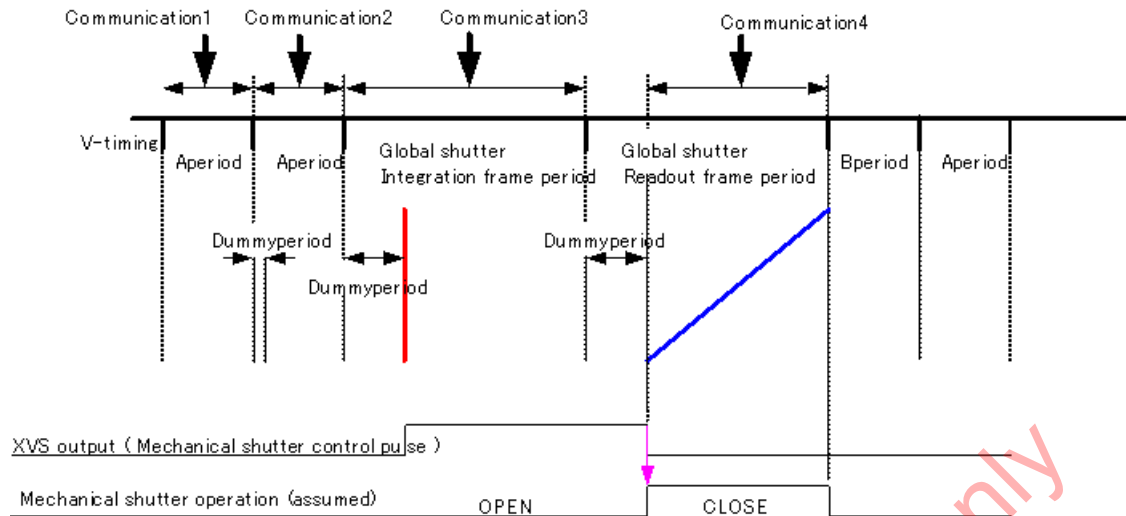 Communication1 Communication2 Communication3 Communication4
V-timing
Aperiod Aperiod Global shutter Integration frame period Global shutter Readout frame period Bperiod Aperiod
Dummyperiod Dummyperiod
Dummyperiod
XVS output ( Mechanical shutter control pulse )
Mechanical shutter operation (assumed) OPEN CLOSE
only